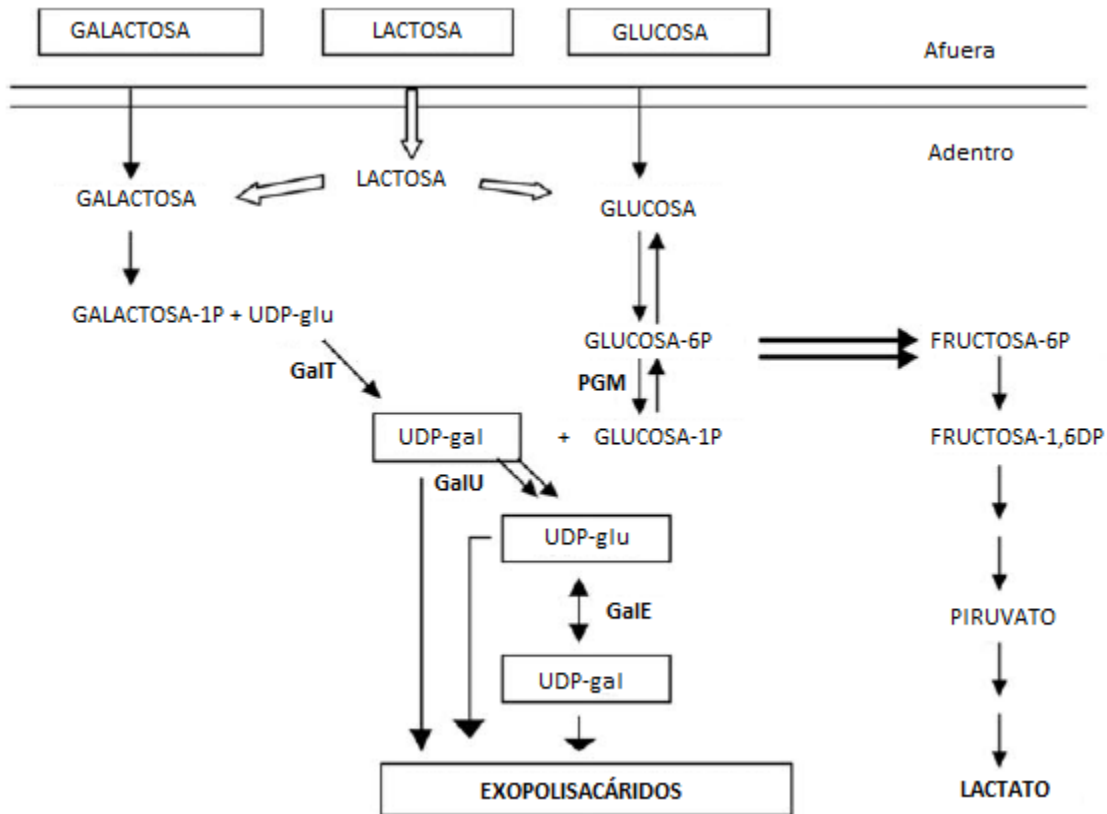 GALACTOSA LACTOSA GLUCOSA
Afuera
Adentro
LACTOSA
GALACTOSA
GLUCOSA
GALACTOSA-1P + UDP-glu
GLUCOSA-6P
FRUCTOSA-6P
GalT
PGM
UDP-gal + GLUCOSA-1P
FRUCTOSA-1,6DP
GalU
UDP-glu
GalE
PIRUVATO
UDP-gal
EXOPOLISACÁRIDOS
LACTATO